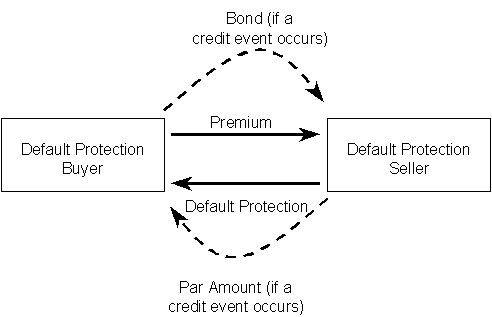 Bond (if a
credit event occurs)
Premium
Default Protection
Buyer
Default Protection
Seller
Default Protection
Par Amount (if a
credit event occurs)